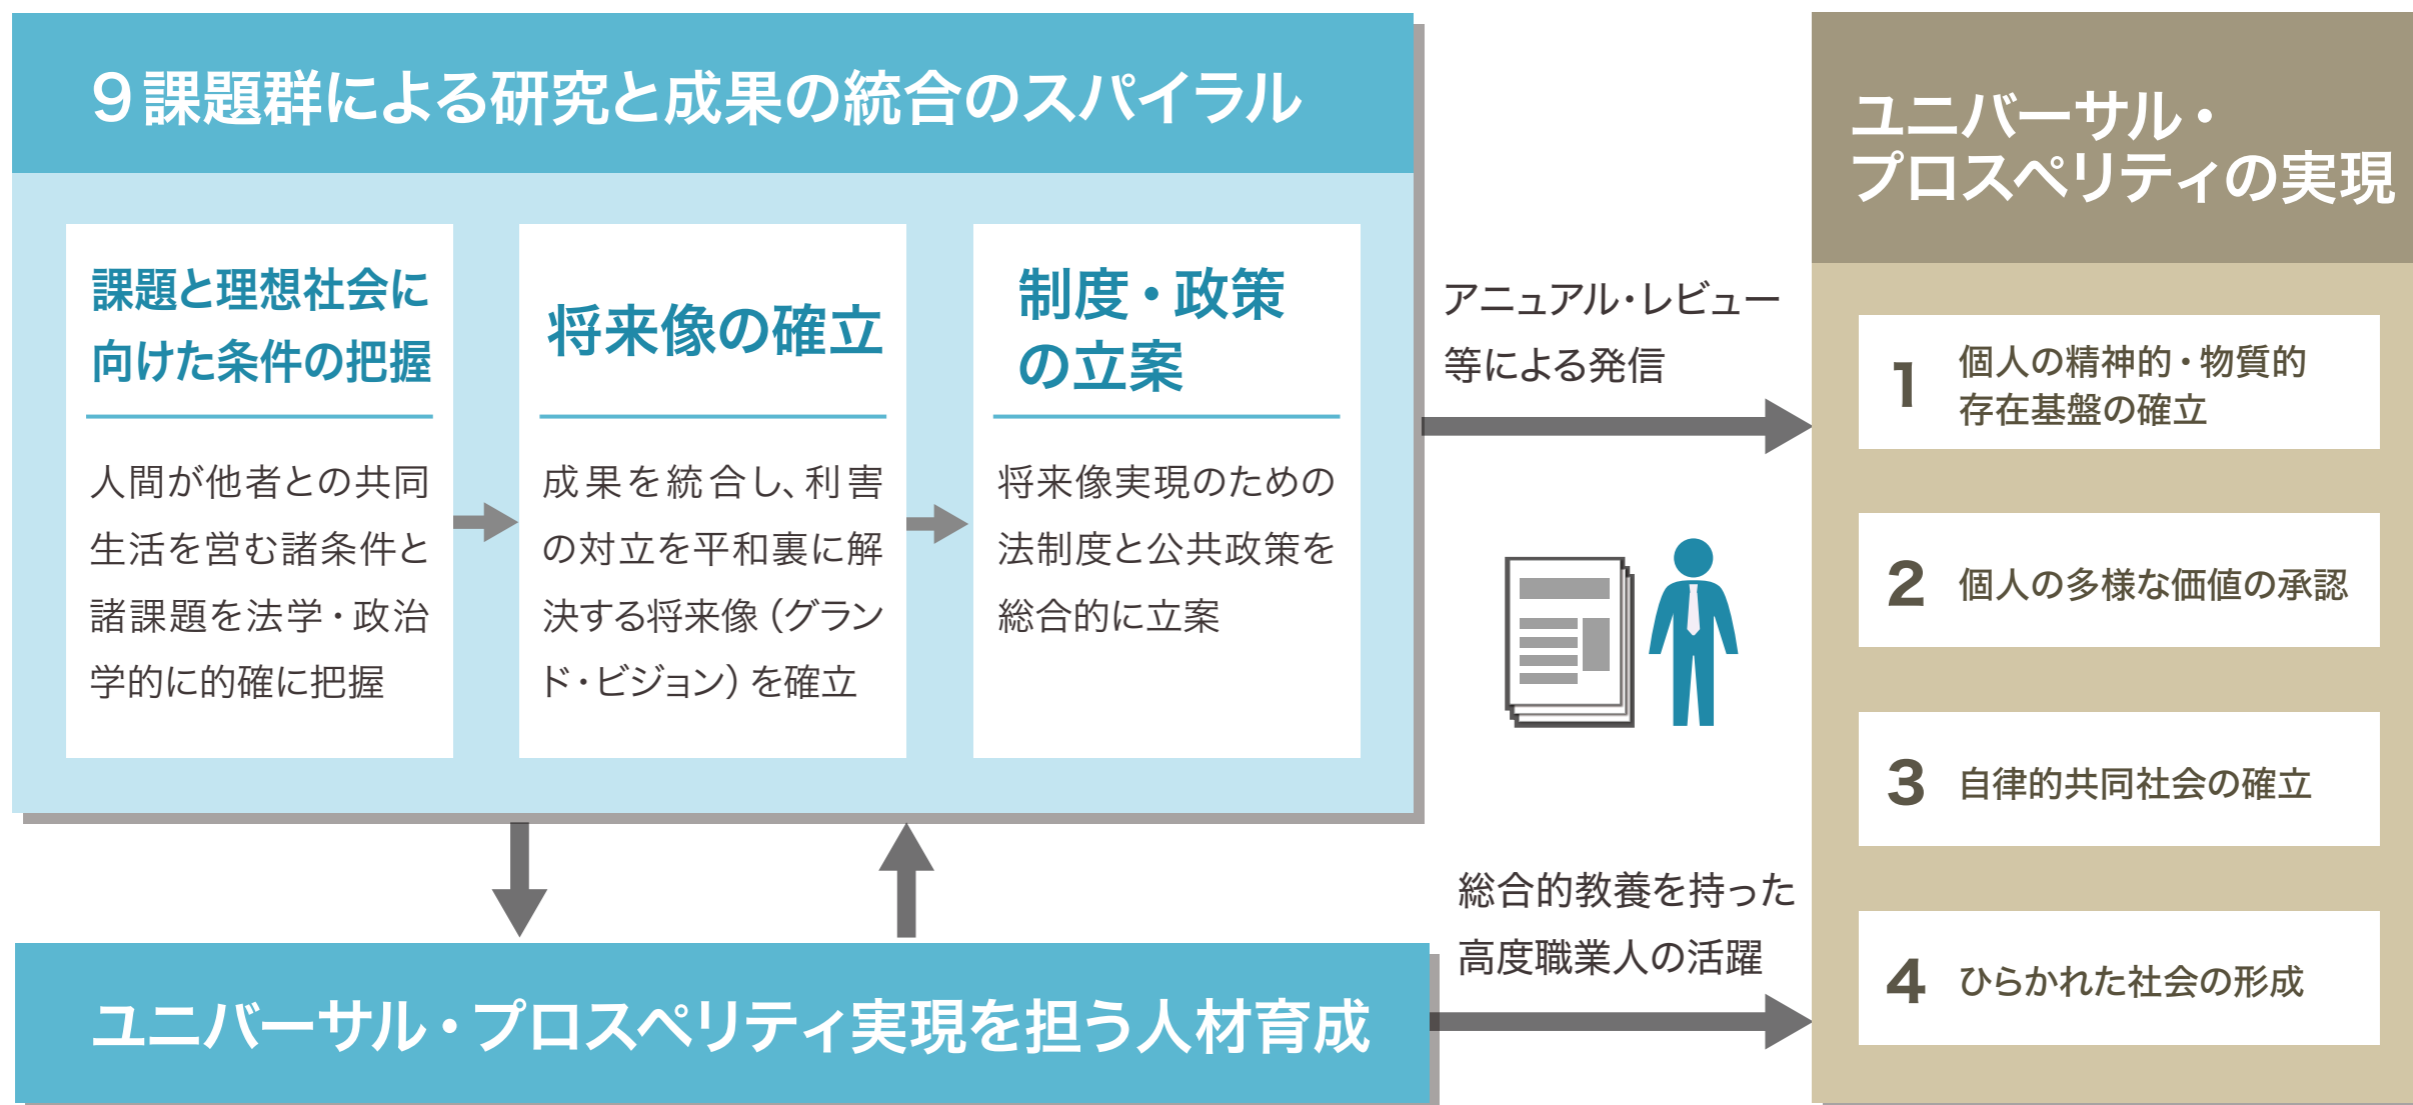 ９課題群による研究と成果の統合のスパイラル
課題と理想社会に
向けた条件の把握
人間が他者との共同
生活を営む諸条件と
諸課題を法学・政治
学的に的確に把握
将来像の確立
成果を統合し、利害
の対立を平和裏に解
決する将来像（グラン
ド・ビジョン）を確立
制度・政策
の立案
将来像実現のための
法制度と公共政策を
総合的に立案
アニュアル・レビュー
等による発信
ユニバーサル・プロスペリティ実現を担う人材育成
総合的教養を持った
高度職業人の活躍
ユニバーサル・
プロスペリティの実現
1 個人の精神的・物質的
存在基盤の確立
2 個人の多様な価値の承認
3 自律的共同社会の確立
4 ひらかれた社会の形成